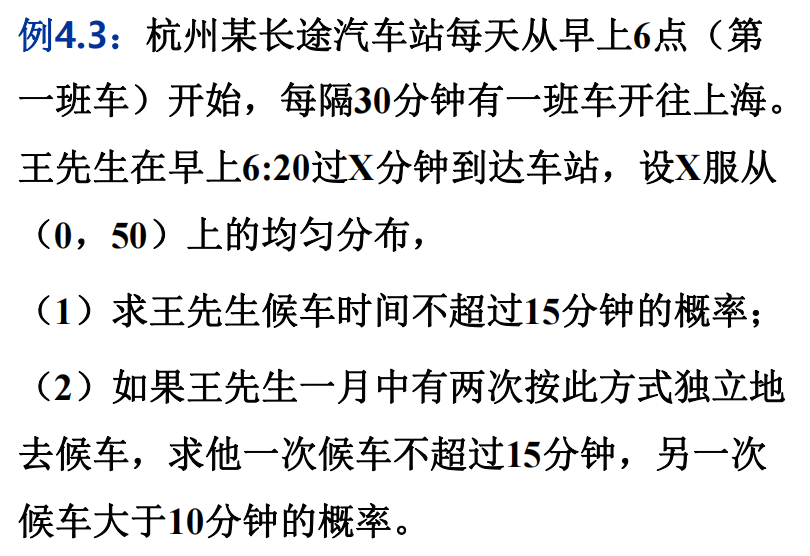 例4.3：杭州某长途汽车站每天从早上6点（第
一班车）开始，每隔30分钟有一班车开往上海。
王先生在早上6:20过X分钟到达车站，设X服从
（0，50）上的均匀分布，
（1）求王先生候车时间不超过15分钟的概率；
（2）如果王先生一月中有两次按此方式独立地
去候车，求他一次候车不超过15分钟，另一次
候车大于10分钟的概率。